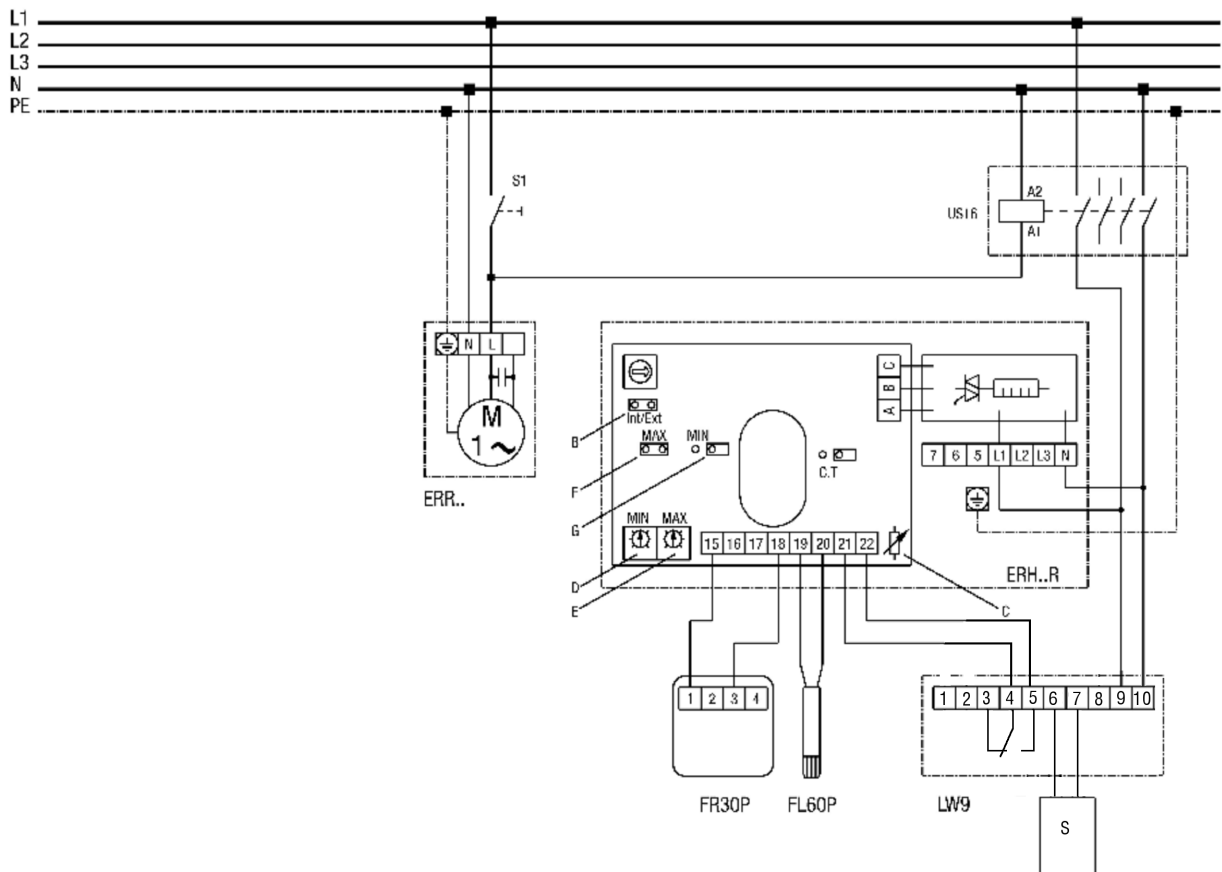 L1
L2
L3
N
PE
S1
A2
US16
A1
N L
M
1 ~
ERR..
Int/Ext
B
MAX MIN
F
G
C.T
C
B
A
7 6 5 L1 L2 L3 N
MIN MAX
15 16 17 18 19 20 21 22
D
E
ERH..R
C
1 2 3 4
1 2 3 4 5 6 7 8 9 10
FR30P FL60P LW9
S